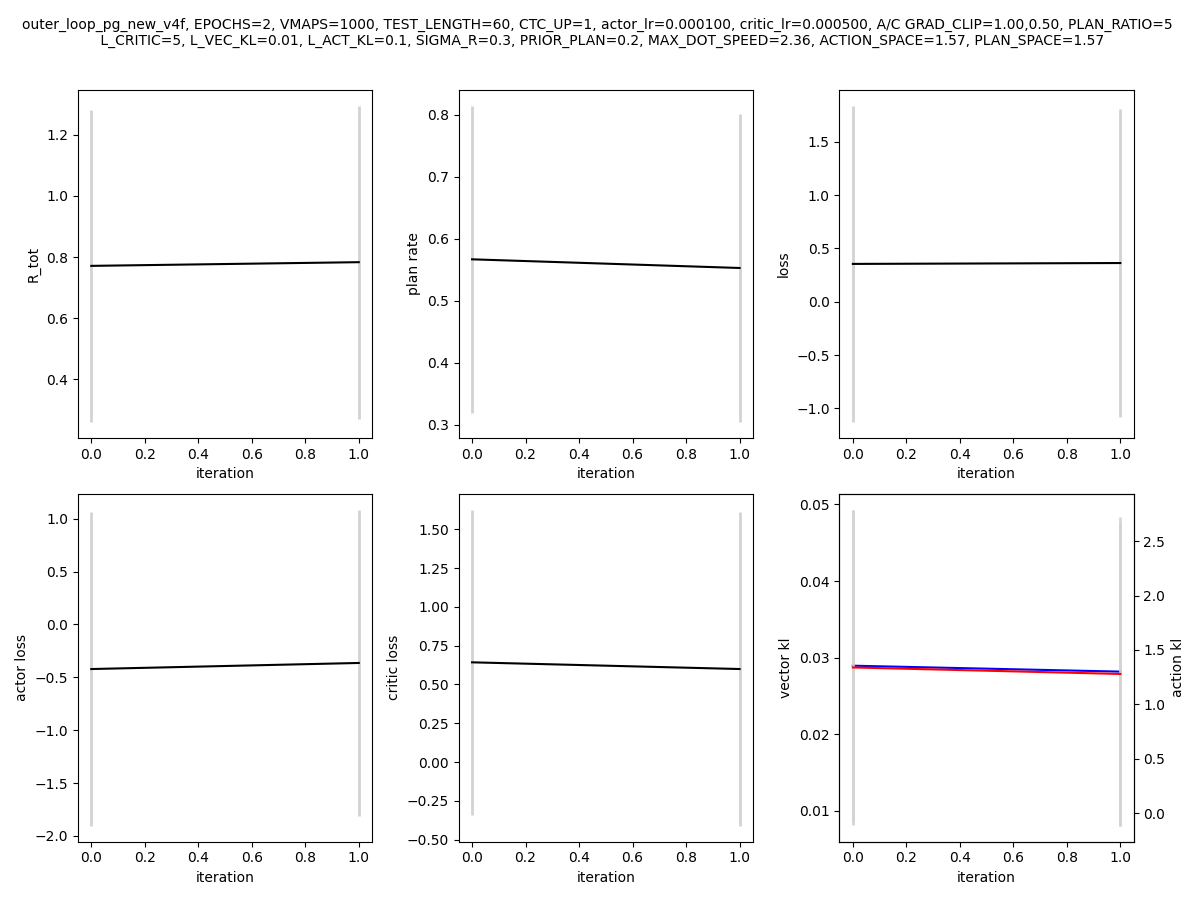 outer_loop_pg_new_v4f, EPOCHS=2, VMAPS=1000, TEST_LENGTH=60, CTC_UP=1, actor_lr=0.000100, critic_lr=0.000500, A/C GRAD_CLIP=1.00,0.50, PLAN_RATIO=5
L_CRITIC=5, L_VEC_KL=0.01, L_ACT_KL=0.1, SIGMA_R=0.3, PRIOR_PLAN=0.2, MAX_DOT_SPEED=2.36, ACTION_SPACE=1.57, PLAN_SPACE=1.57
R_tot
1.2
1.0
0.8
0.6
0.4
0.0 0.2 0.4 0.6 0.8 1.0
iteration
plan rate
0.8
0.7
0.6
0.5
0.4
0.3
0.0 0.2 0.4 0.6 0.8 1.0
iteration
loss
1.5
1.0
0.5
0.0
−0.5
−1.0
0.0 0.2 0.4 0.6 0.8 1.0
iteration
actor loss
1.0
0.5
0.0
−0.5
−1.0
−1.5
−2.0
0.0 0.2 0.4 0.6 0.8 1.0
iteration
critic loss
1.50
1.25
1.00
0.75
0.50
0.25
0.00
−0.25
−0.50
0.0 0.2 0.4 0.6 0.8 1.0
iteration
vector kl
0.05
0.04
0.03
0.02
0.01
0.0 0.2 0.4 0.6 0.8 1.0
iteration
2.5
2.0
1.5
1.0
0.5
0.0
action kl